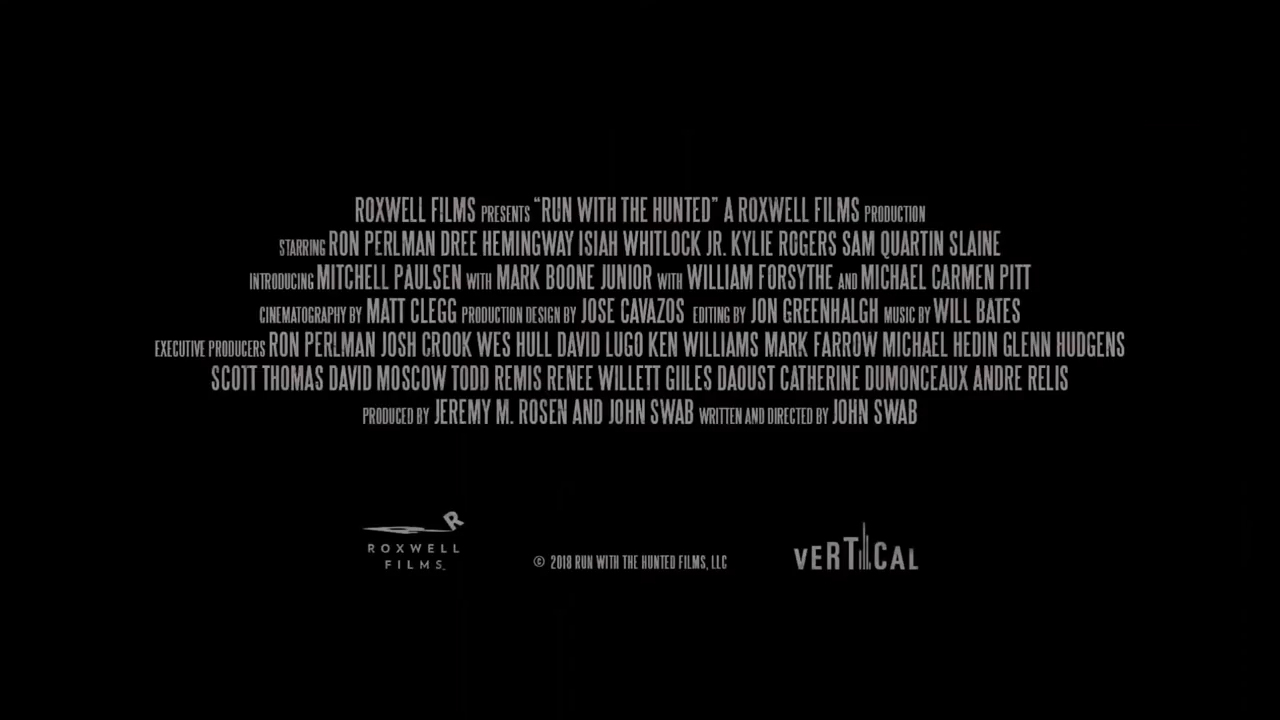 ROXWELL FILMS PRESENTS "RUN WITH THE HUNTED" A ROXWELL FILMS PRODUCTION
STARRING RON PERLMAN DREE HEMINGWAY ISIAH WHITLOCK JR. KYLIE ROGERS SAM QUARTIN SLAINE
INTRODUCING MITCHELL PAULSEN WITH MARK BOONE JUNIOR WITH WILLIAM FORSYTHE AND MICHAEL CARMEN PITT
CINEMATOGRAPHY BY MATT CLEGG PRODUCTION DESIGN BY JOSE CAVAZOS EDITING BY JON GREENHALGH MUSIC BY WILL BATES
EXECUTIVE PRODUCERS RON PERLMAN JOSH CROOK WES HULL DAVID LUGO KEN WILLIAMS MARK FARROW MICHAEL HEDIN GLENN HUDGENS
SCOTT THOMAS DAVID MOSCOW TODD REMIS RENEE WILLETT GIILES DAOUST CATHERINE DUMONCEAUX ANDRE RELIS
PRODUCED BY JEREMY M. ROSEN AND JOHN SWAB WRITTEN AND DIRECTED BY JOHN SWAB
R
ROXWELL
FILMS
© 2018 RUN WITH THE HUNTED FILMS, LLC
VERTICAL